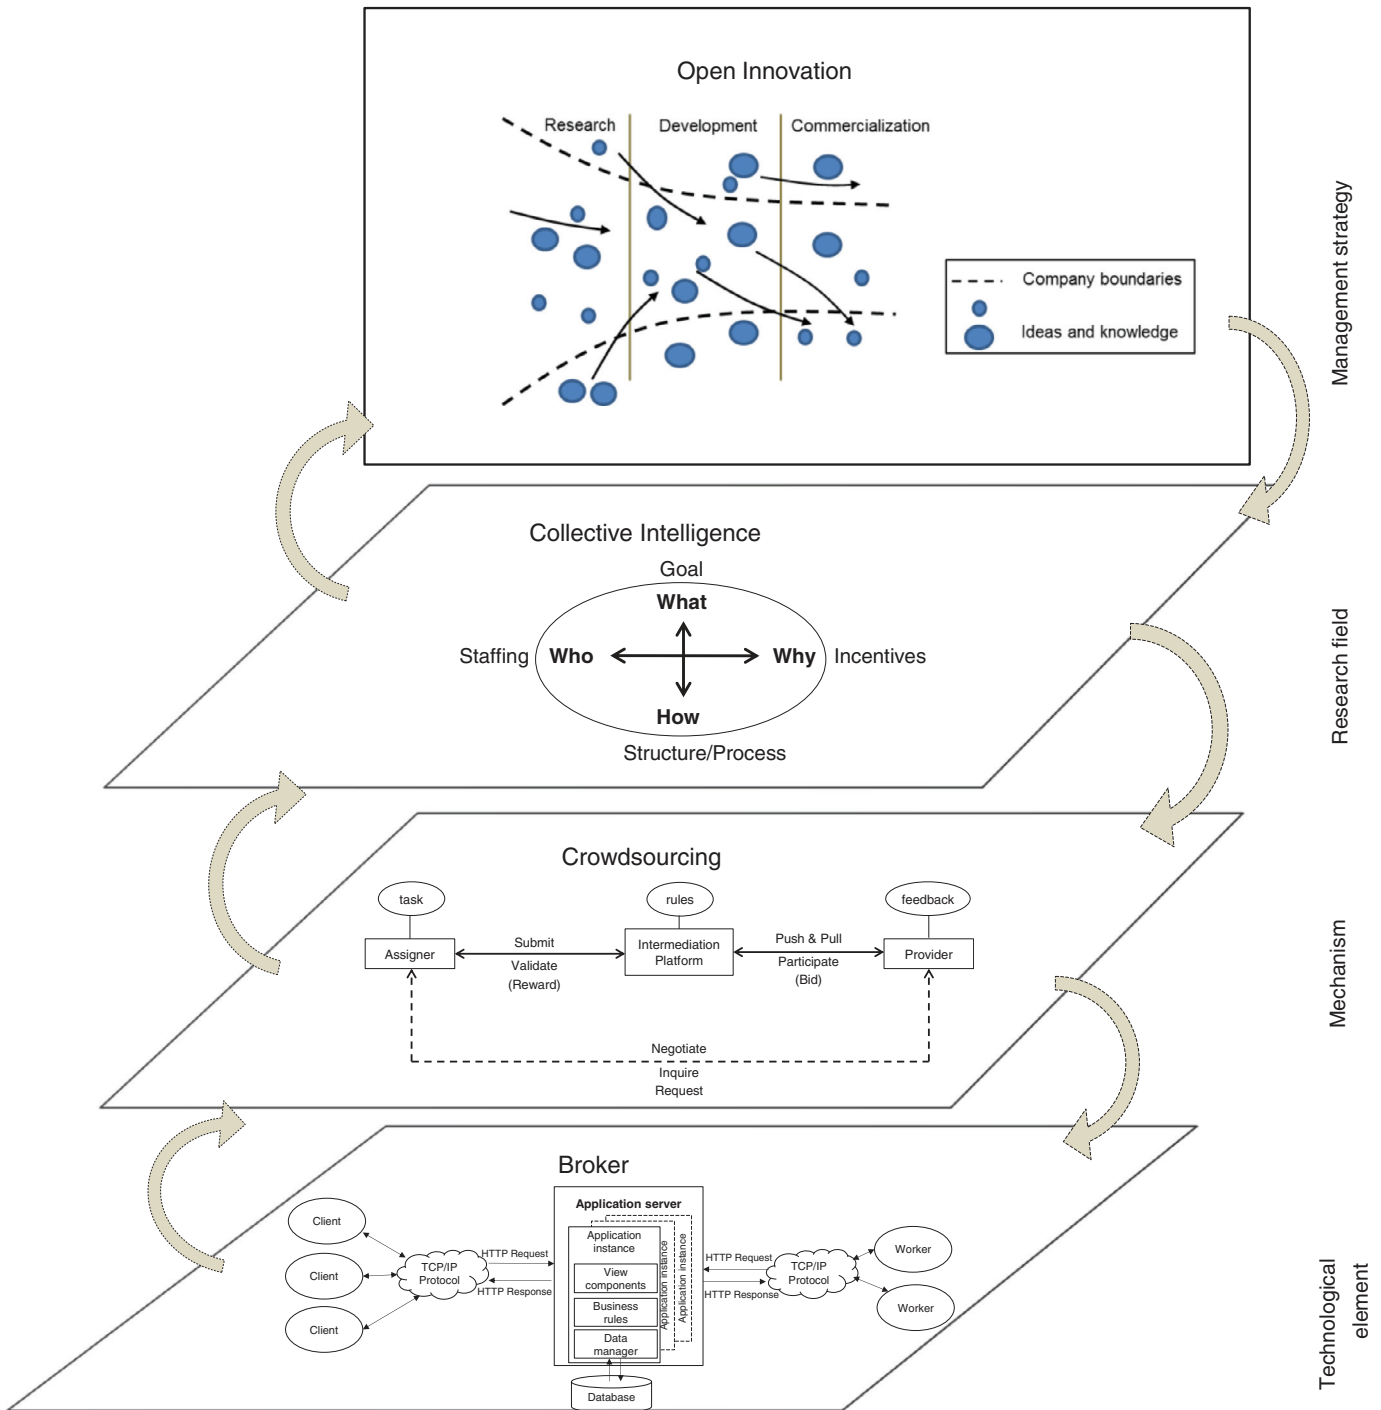 Open Innovation
Research
Development
Commercialization
Company boundaries
Ideas and knowledge
Management strategy
Collective Intelligence
Goal
What
Staffing
Who
Why
Incentives
How
Structure/Process
Research field
Crowdsourcing
task
rules
feedback
Assigner
Submit
Validate
(Reward)
Intermediation
Platform
Push & Pull
Participate
(Bid)
Provider
Negotiate
Inquire
Request
Mechanism
Broker
Application server
Client
Client
Client
TCP/IP
Protocol
HTTP Request
HTTP Response
Application
instance
View
components
Business
rules
Data
manager
Application instance
Application instance
Database
HTTP Request
HTTP Response
TCP/IP
Protocol
Worker
Worker
Technological
element